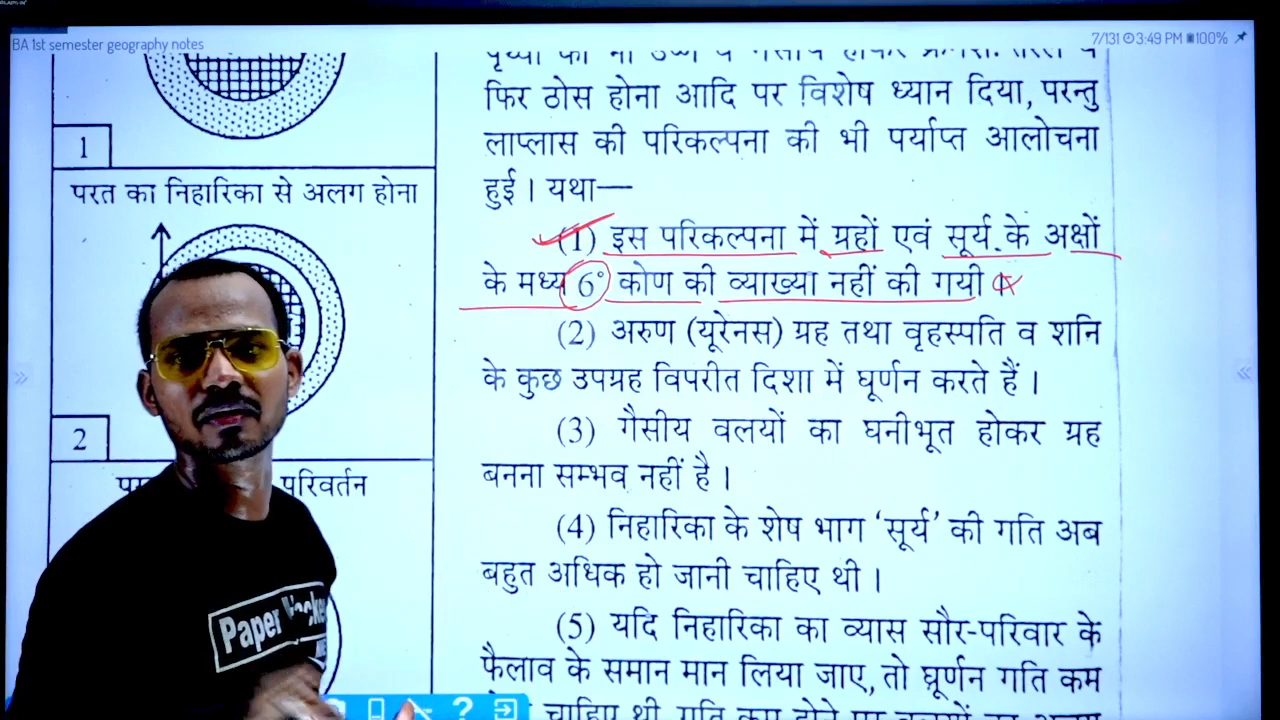 BA 1st semester geography notes
7/131 3:49 PM 100%
1
परत का निहारिका से अलग होना
2
परिवर्तन
फिर ठोस होना आदि पर विशेष ध्यान दिया, परन्तु
लाप्लास की परिकल्पना की भी पर्याप्त आलोचना
हुई । यथा—
(1) इस परिकल्पना में ग्रहों एवं सूर्य के अक्षों
के मध्य 6° कोण की व्याख्या नहीं की गयी
(2) अरुण (यूरेनस) ग्रह तथा वृहस्पति व शनि
के कुछ उपग्रह विपरीत दिशा में घूर्णन करते हैं ।
(3) गैसीय वलयों का घनीभूत होकर ग्रह
बनना सम्भव नहीं है ।
(4) निहारिका के शेष भाग ‘सूर्य’ की गति अब
बहुत अधिक हो जानी चाहिए थी ।
(5) यदि निहारिका का व्यास सौर-परिवार के
फैलाव के समान मान लिया जाए, तो घूर्णन गति कम
चाहिए थी
Paper